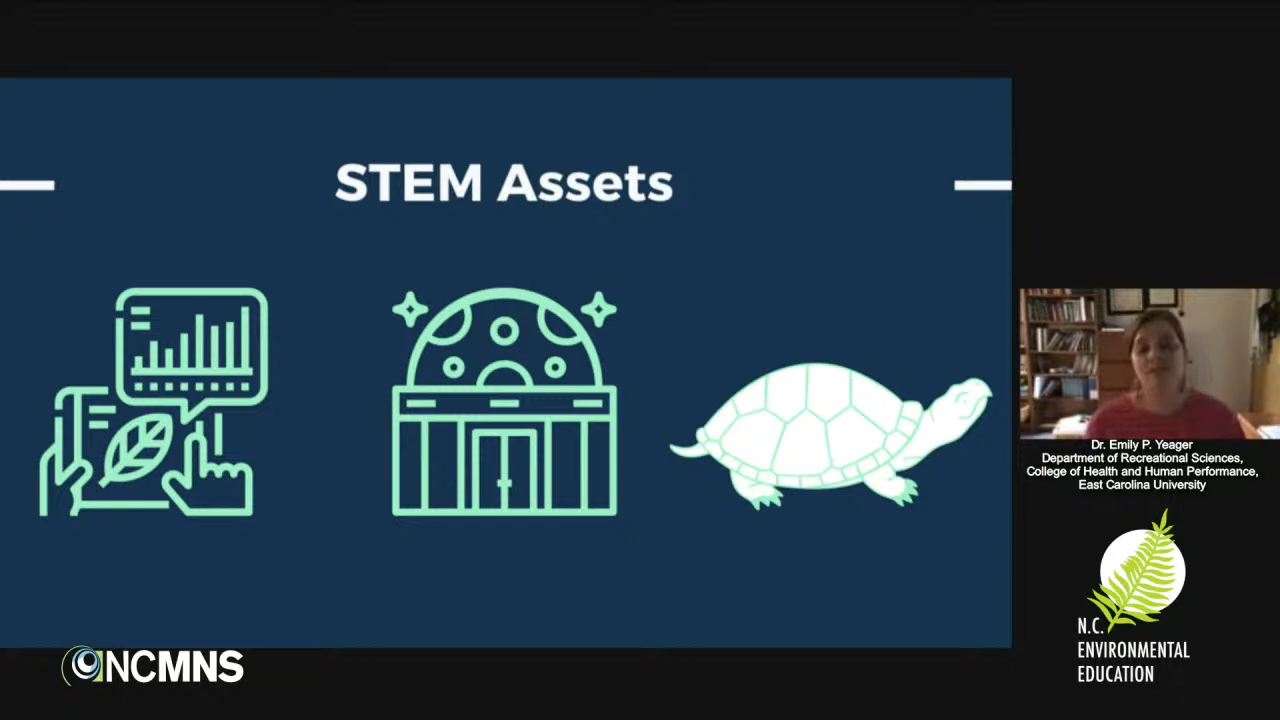 STEM Assets
Dr. Emily P. Yeager
Department of Recreational Sciences,
College of Health and Human Performance,
East Carolina University
N.C.
ENVIRONMENTAL
EDUCATION
NCMNS